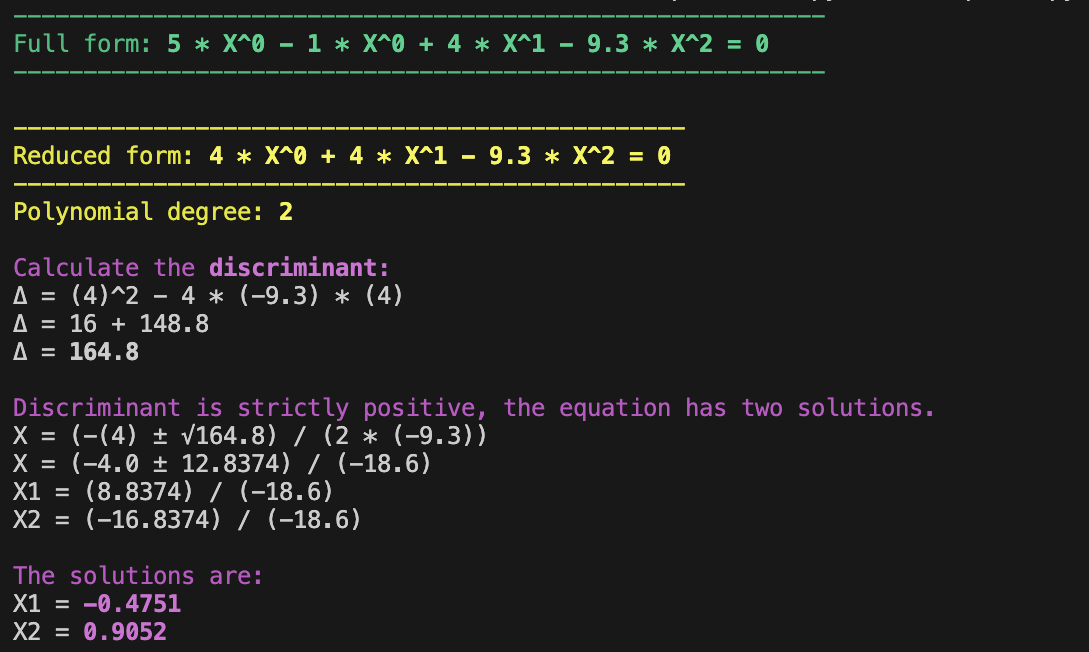 Full form: 5 * X^0 - 1 * X^0 + 4 * X^1 - 9.3 * X^2 = 0
Reduced form: 4 * X^0 + 4 * X^1 - 9.3 * X^2 = 0
Polynomial degree: 2
Calculate the discriminant:
Δ = (4)^2 - 4 * (-9.3) * (4)
Δ = 16 + 148.8
Δ = 164.8
Discriminant is strictly positive, the equation has two solutions.
X = (-(4) ± √164.8) / (2 * (-9.3))
X = (-4.0 ± 12.8374) / (-18.6)
X1 = (8.8374) / (-18.6)
X2 = (-16.8374) / (-18.6)
The solutions are:
X1 = -0.4751
X2 = 0.9052